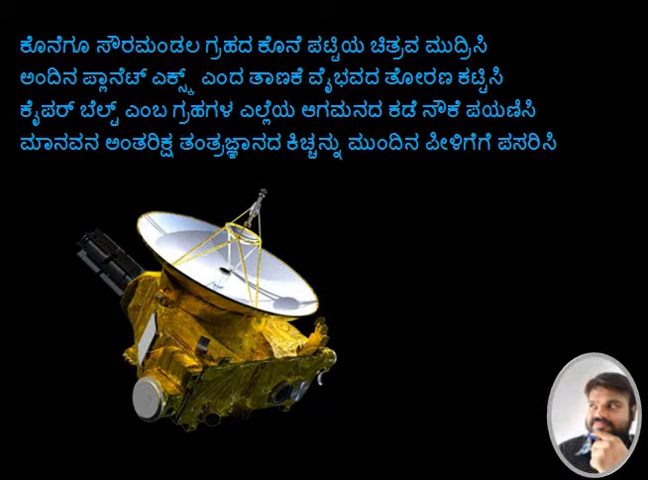 ಕೊನೆಗೂ ಸೌರಮಂಡಲ ಗ್ರಹದ ಕೊನೆ ಪಟ್ಟಿಯ ಚಿತ್ರವ ಮುದ್ರಿಸಿ
ಅಂದಿನ ಪ್ಲಾನೆಟ್ ಎಕ್ಸ್ ಎಂದ ತಾಣಕೆ ವೈಭವದ ತೋರಣ ಕಟ್ಟಿಸಿ
ಕೈಪರ್ ಬೆಲ್ಟ್ ಎಂಬ ಗ್ರಹಗಳ ಎಲ್ಲೆಯ ಆಗಮನದ ಕಡೆ ನೌಕೆ ಪಯಣಿಸಿ
ಮಾನವನ ಅಂತರಿಕ್ಷ ತಂತ್ರಜ್ಞಾನದ ಕಿಚ್ಚನ್ನು ಮುಂದಿನ ಪೀಳಿಗೆಗೆ ಪಸರಿಸಿ